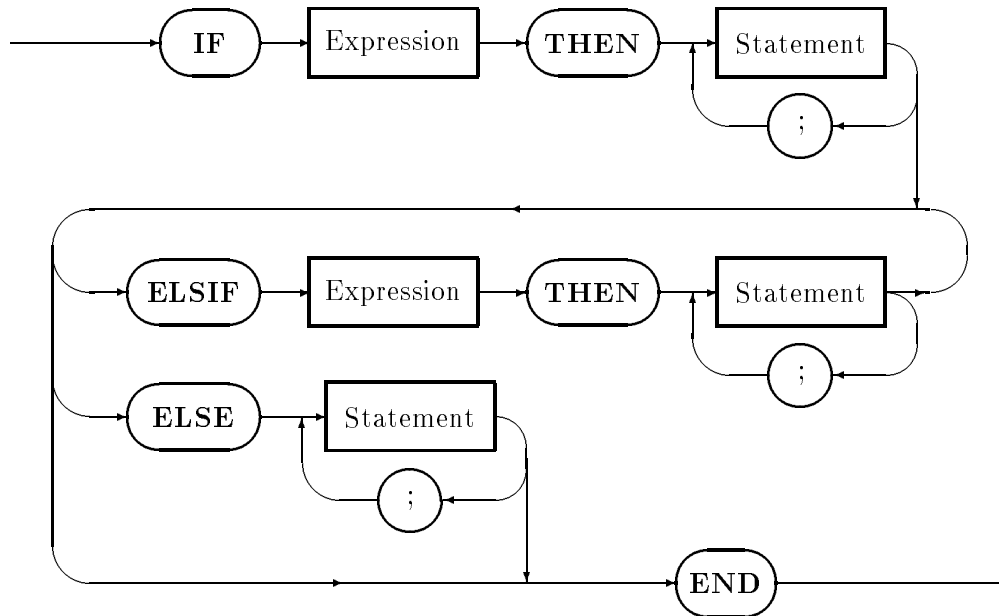 IF Expression THEN Statement
;
ELSIF Expression THEN Statement
;
ELSE Statement
;
END